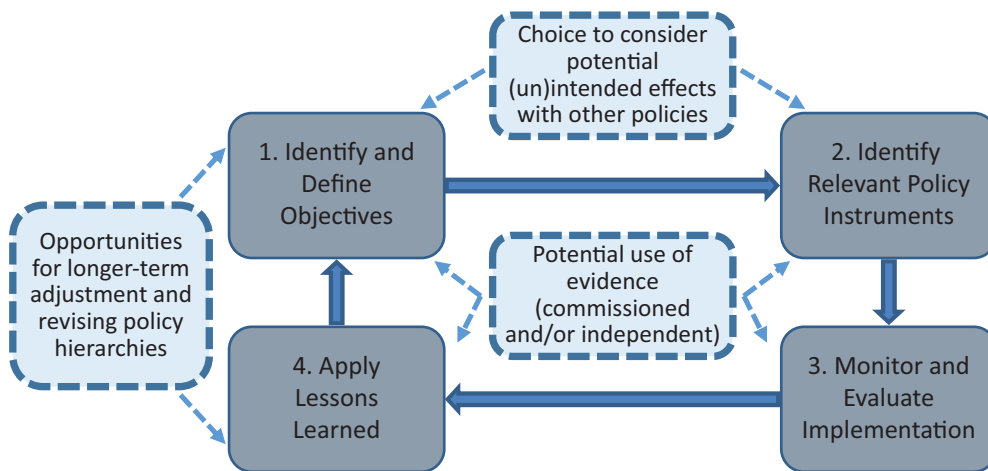 Choice to consider
potential
(un)intended effects
with other policies
1. Identify and
Define
Objectives
2. Identify
Relevant Policy
Instruments
Opportunities
for longer-term
adjustment and
revising policy
hierarchies
Potential use of
evidence
(commissioned
and/or independent)
4. Apply
Lessons
Learned
3. Monitor and
Evaluate
Implementation